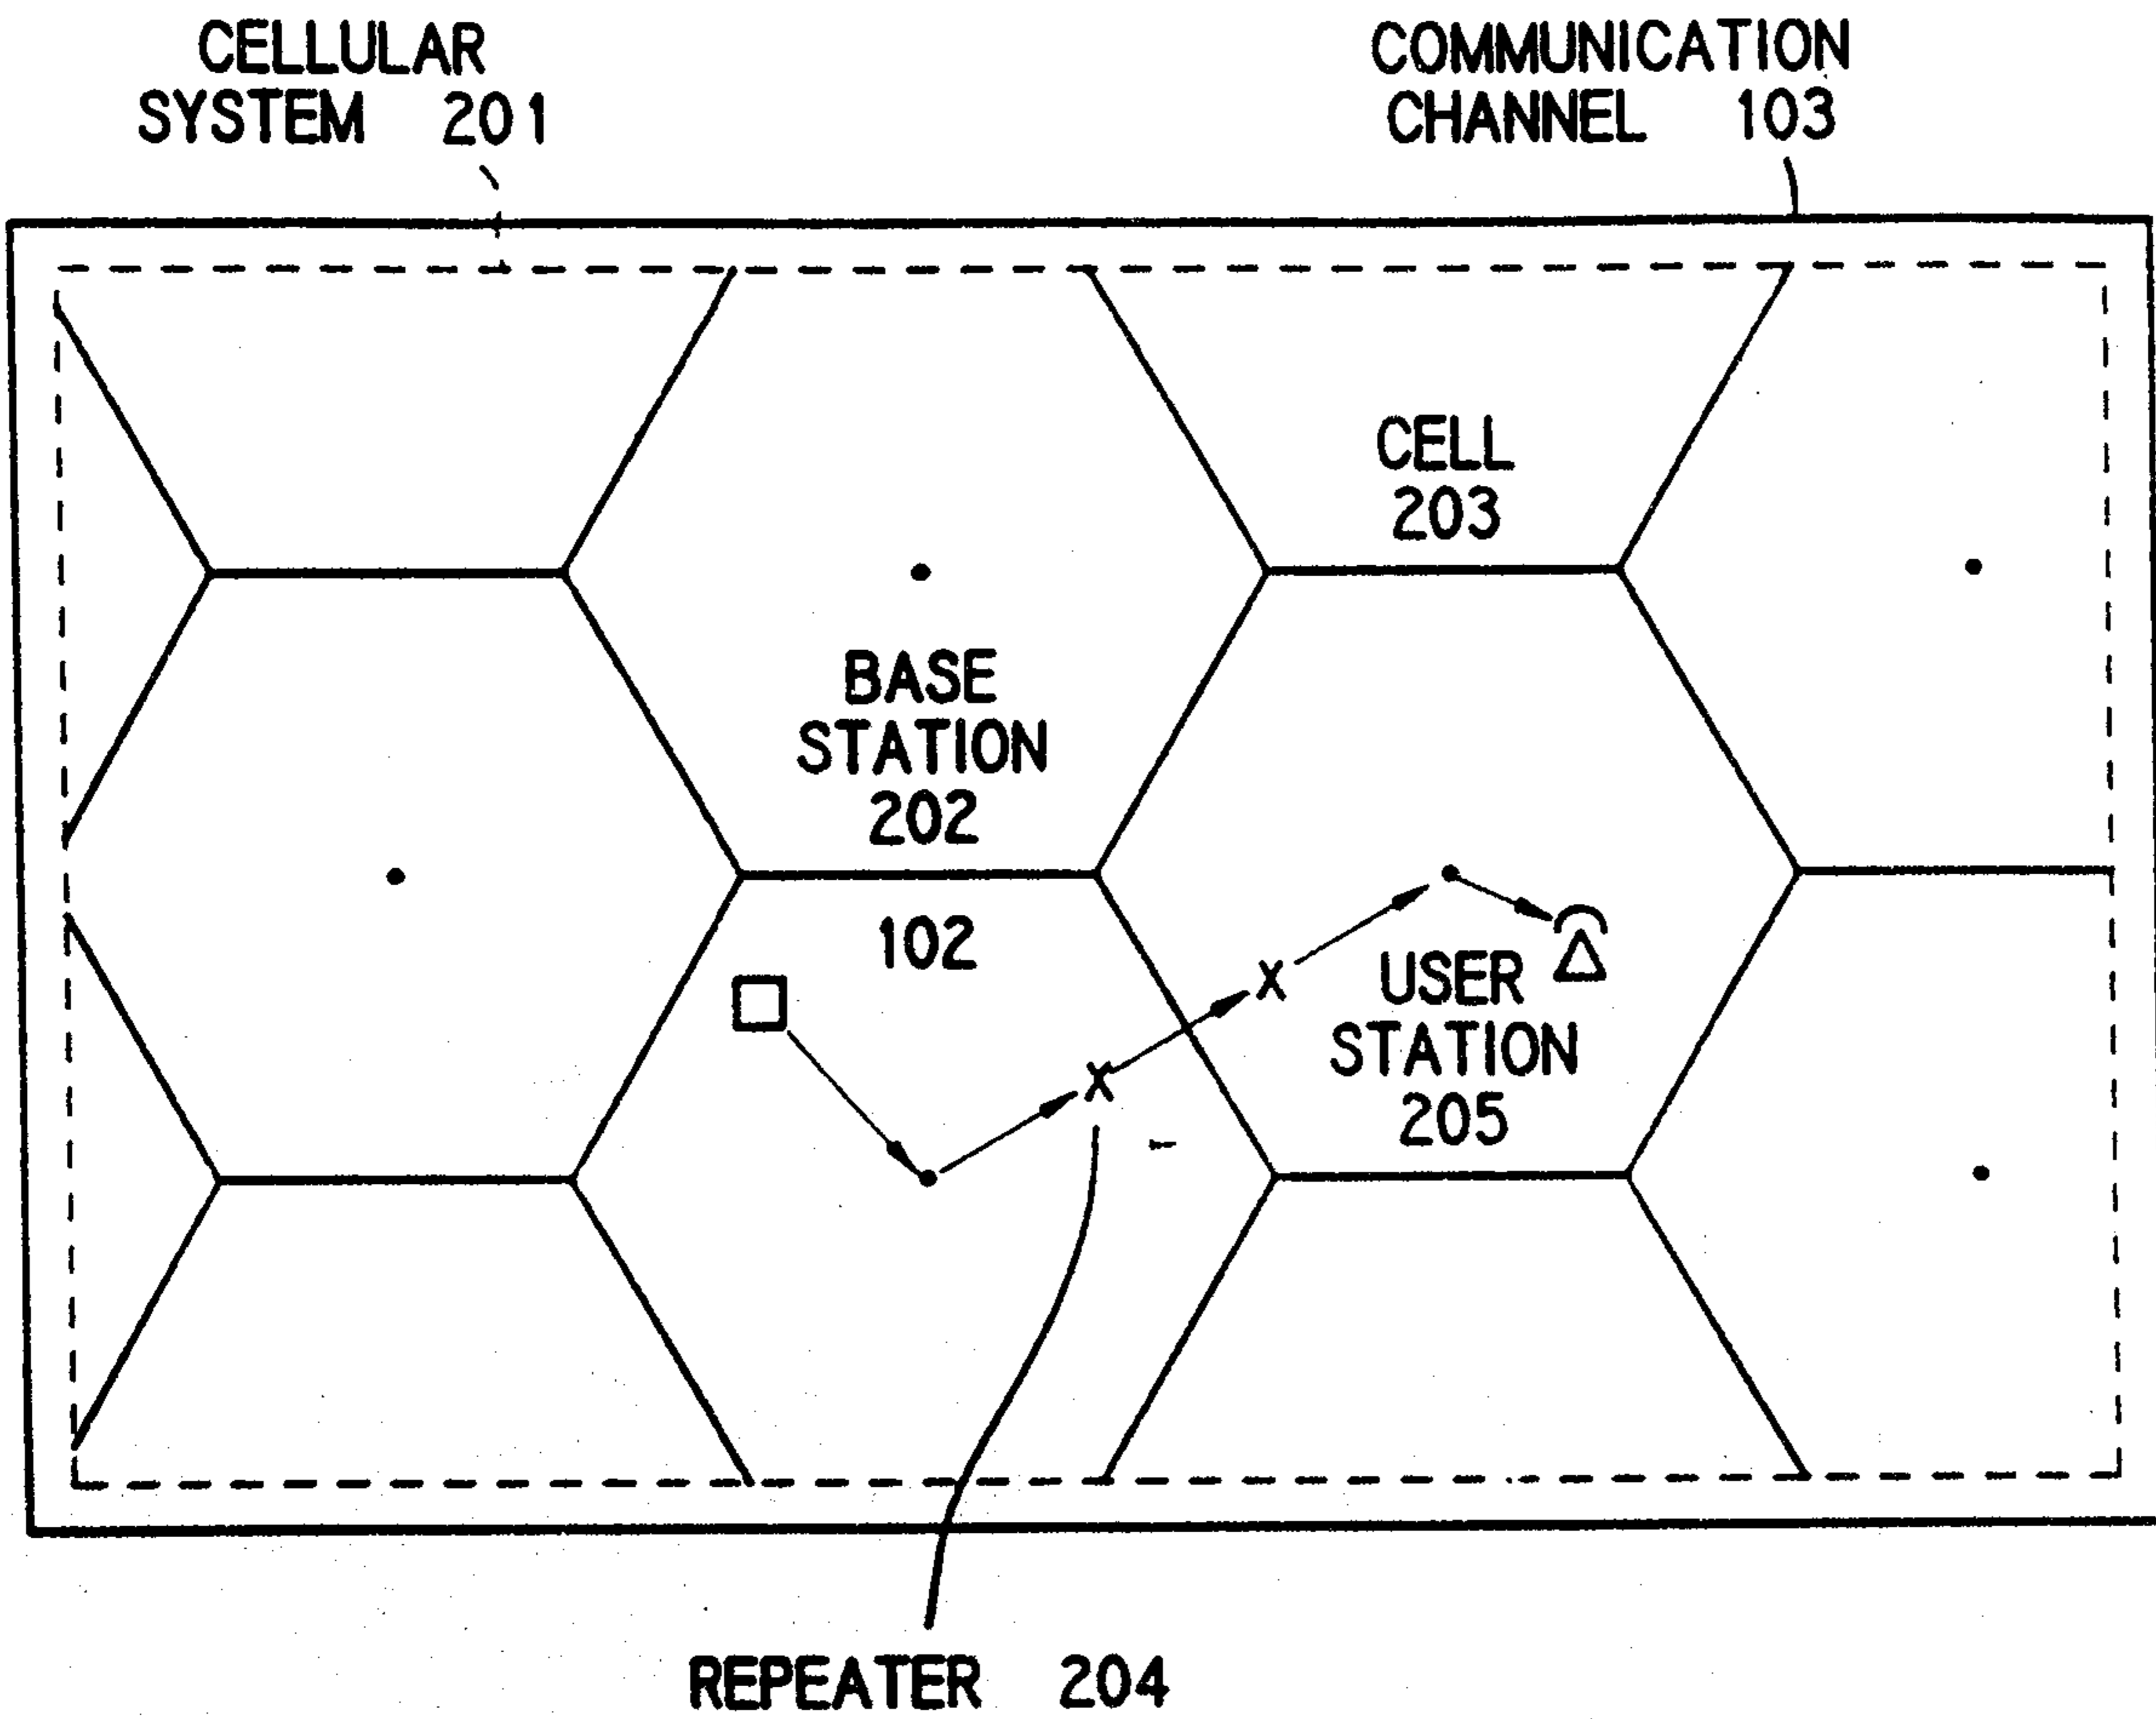 CELLULAR
SYSTEM 201
COMMUNICATION
CHANNEL 103
CELL
203
BASE
STATION
202
102
USER
STATION
205
REPEATER 204